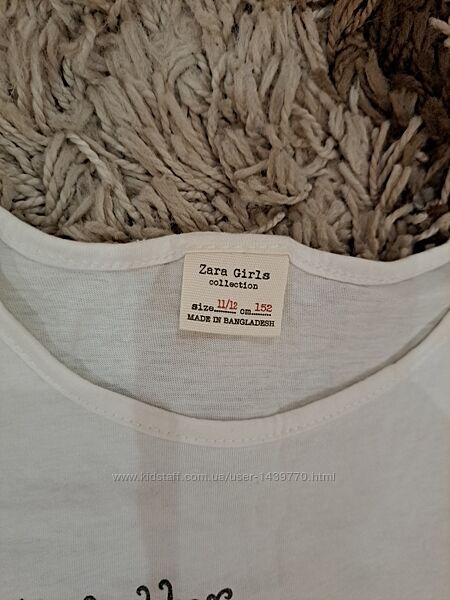 Zara Girls
collection
size 11/12 cm 152
MADE IN BANGLADESH
www.kidstaff.com.ua/user-1439770.html